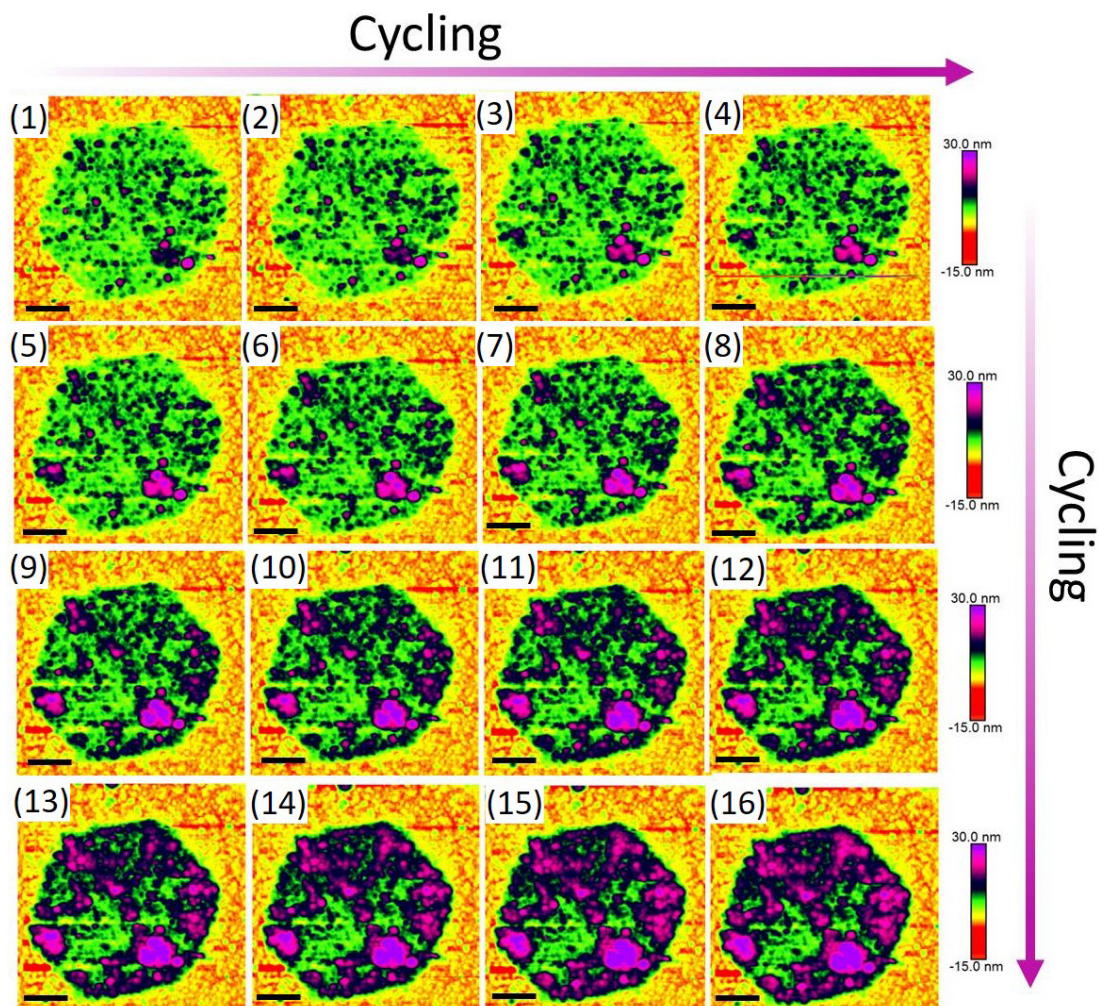 Cycling
(1) (2) (3) (4)
30.0 nm
-15.0 nm
(5) (6) (7) (8)
30.0 nm
-15.0 nm
Cycling
(9) (10) (11) (12)
30.0 nm
-15.0 nm
(13) (14) (15) (16)
30.0 nm
-15.0 nm